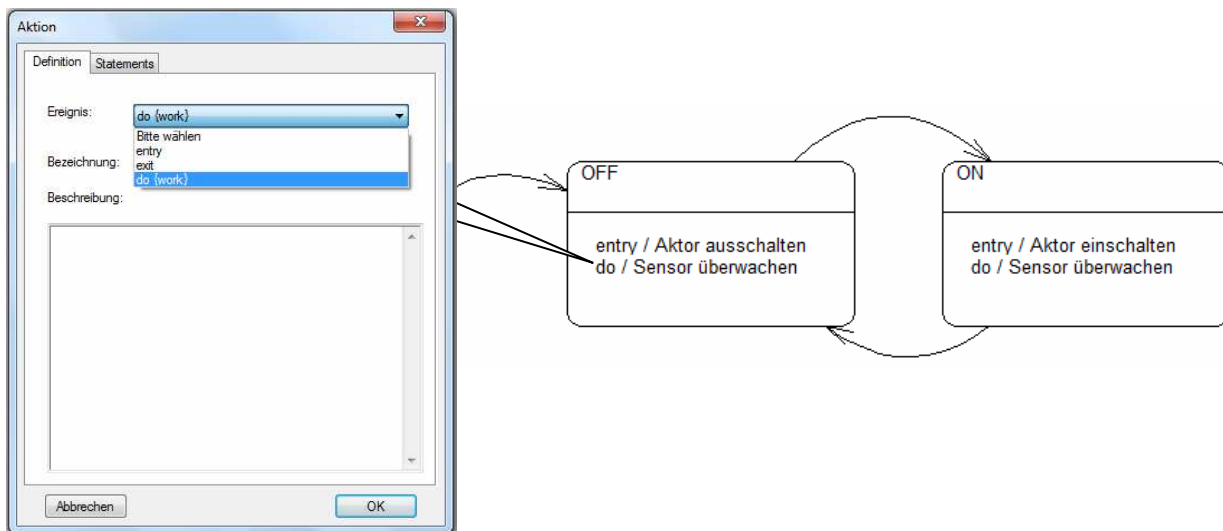 Aktion
Definition
Statements
Ereignis:
do {work}
Bitte wählen
entry
exit
do {work}
Bezeichnung:
Beschreibung:
Abbrechen
OK
OFF
entry / Aktor ausschalten
do / Sensor überwachen
ON
entry / Aktor einschalten
do / Sensor überwachen